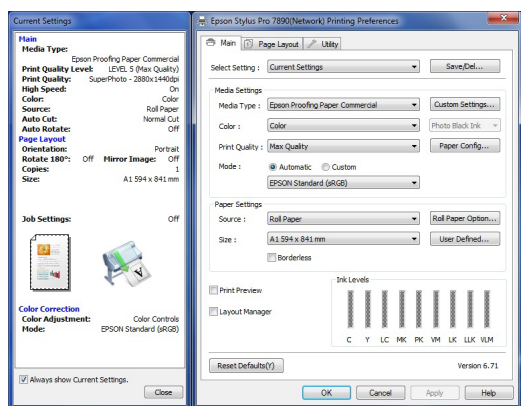 Current Settings
Main
Media Type:
Epson Proofing Paper Commercial
Print Quality Level: LEVEL 5 (Max Quality)
Print Quality: SuperPhoto - 2880x1440dpi
High Speed: On
Color: Color
Source: Roll Paper
Auto Cut: Normal Cut
Auto Rotate: Off
Page Layout
Orientation: Portrait
Rotate 180°: Off Mirror Image: Off
Copies: 1
Size: A1 594 x 841 mm
Job Settings: Off
Color Correction
Color Adjustment: Color Controls
Mode: EPSON Standard (sRGB)
Always show Current Settings.
Close
Epson Stylus Pro 7890(Network) Printing Preferences
Main Page Layout Utility
Select Setting : Current Settings Save/Del...
Media Settings
Media Type : Epson Proofing Paper Commercial Custom Settings...
Color : Color Photo Black Ink
Print Quality : Max Quality Paper Config...
Mode : Automatic Custom
EPSON Standard (sRGB)
Paper Settings
Source : Roll Paper Roll Paper Option...
Size : A1 594 x 841 mm User Defined...
Borderless
Print Preview
Layout Manager
Ink Levels
C Y LC MK PK VM LK LLK VLM
Reset Defaults(Y) Version 6.71
OK Cancel Apply Help